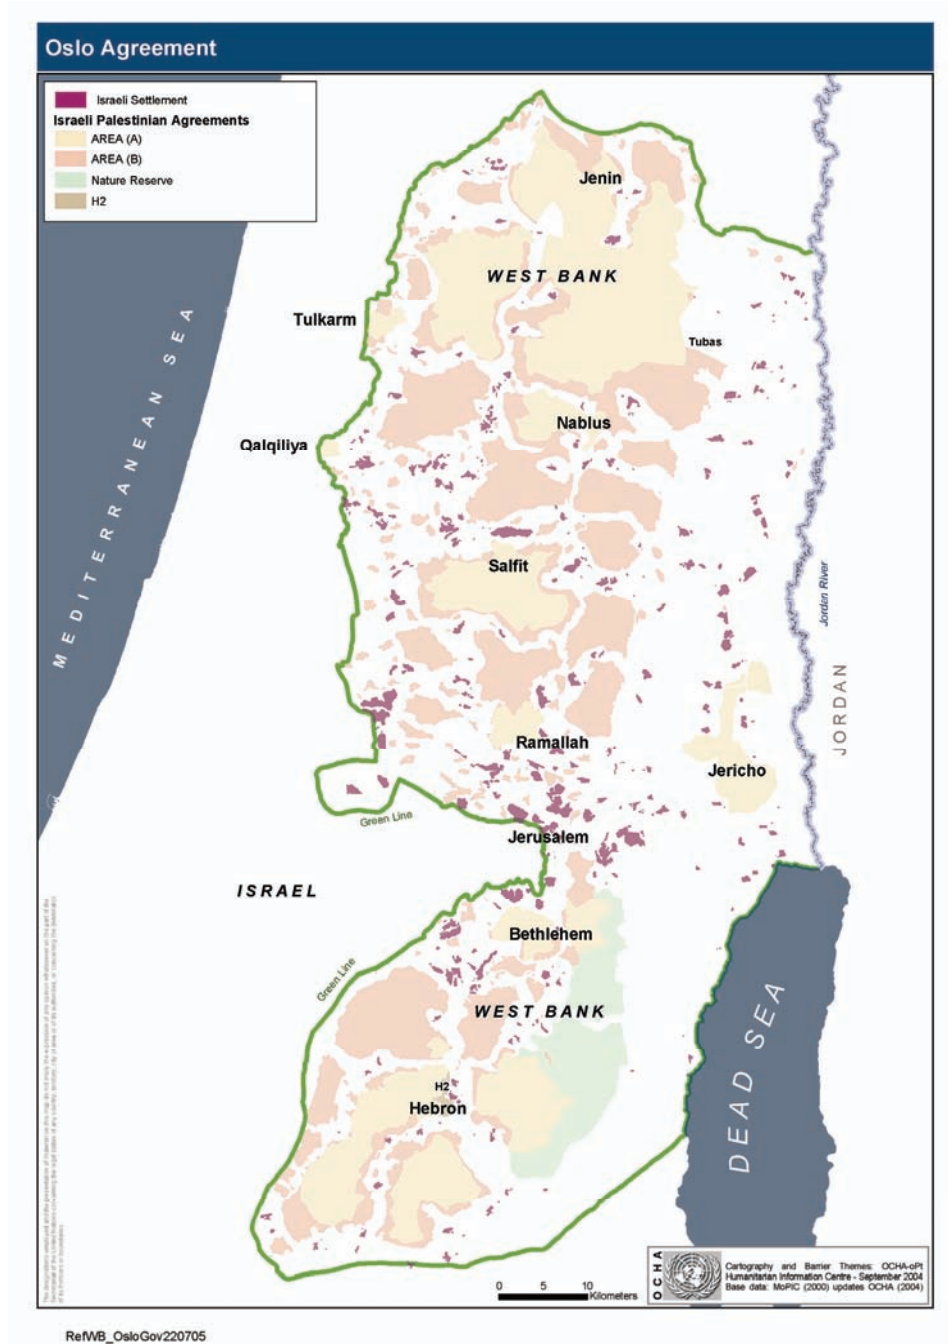 Oslo Agreement
Israeli Settlement
Israeli Palestinian Agreements
AREA (A)
AREA (B)
Nature Reserve
H2
Jenin
WEST BANK
Tulkarm
Tubas
MEDITERRANEAN SEA
Nablus
Qalqiliya
Salfit
Jordan River
JORDAN
Ramallah
Jericho
Green Line
Jerusalem
ISRAEL
Bethlehem
Green Line
WEST BANK
DEAD SEA
H2
Hebron
0 5 10
Kilometers
OCHA
Cartography and Barrier Themes: OCHA-oPt
Humanitarian Information Centre - September 2004
Base data: MoPIC (2000) updates OCHA (2004)
RefWB_OsloGov220705